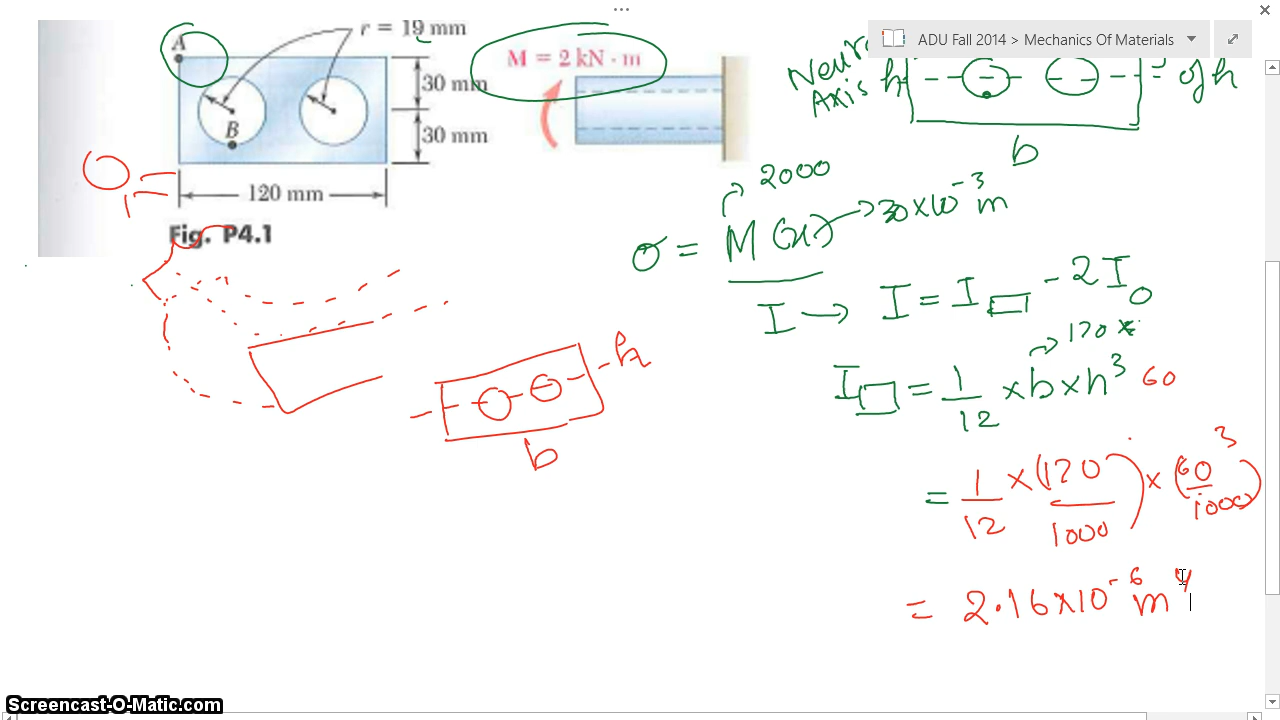 ADU Fall 2014 > Mechanics Of Materials
r = 19 mm
A
M = 2 kN · m
30 mm
B
30 mm
120 mm
Fig. P4.1
Axis h
of h
b
→ 2000
σ = M (x) → 30×10⁻³ m
I → I = I□ - 2I○
→ 120 ×
I□ = 1/12 × b × h³ 60
= 1/12 × (120/1000) × (60/1000)³
= 2.16×10⁻⁶ m⁴
h
b
Screencast-O-Matic.com